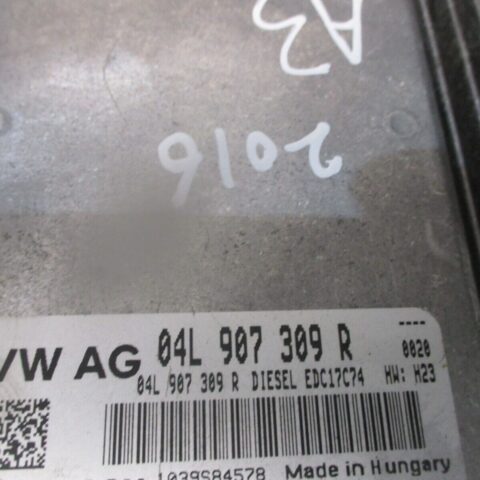 A3
2016
VW AG 04L 907 309 R
----
0020
04L 907 309 R DIESEL EDC17C74 HW: H23
1039S84578 Made in Hungary